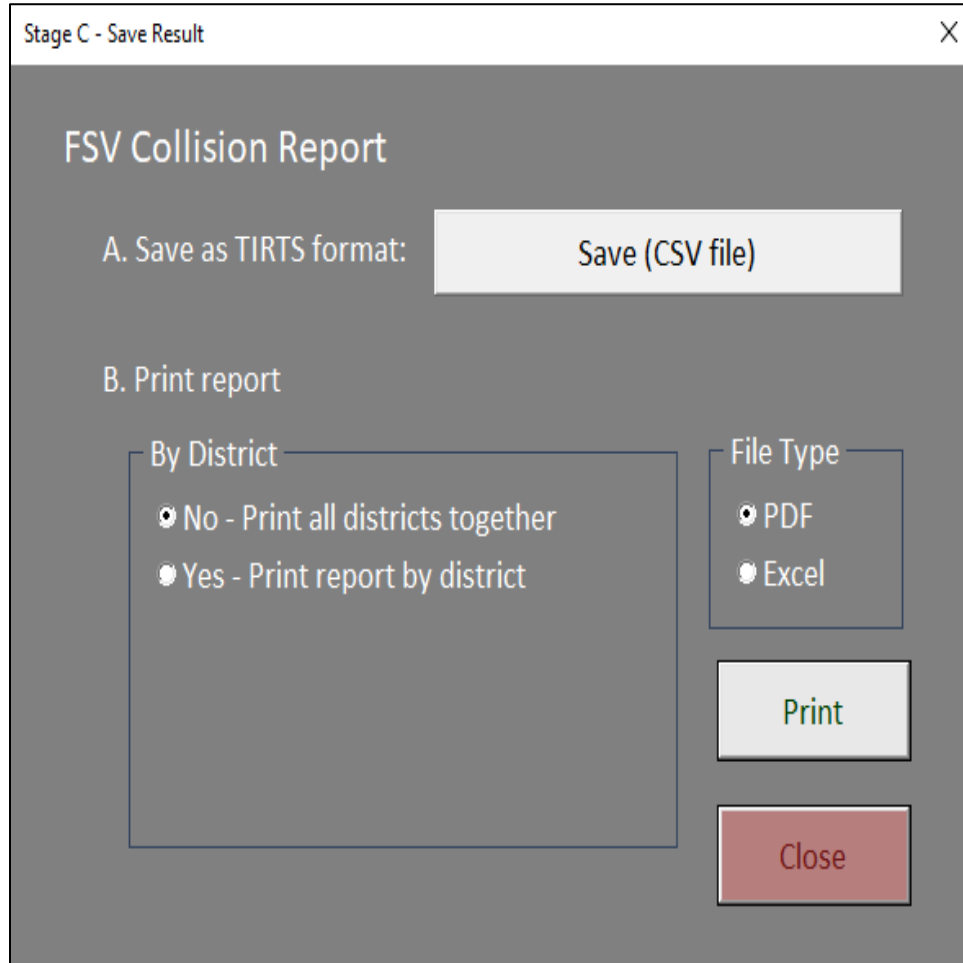 Stage C - Save Result
X
FSV Collision Report
A. Save as TIRTS format:
Save (CSV file)
B. Print report
By District
No - Print all districts together
Yes - Print report by district
File Type
PDF
Excel
Print
Close